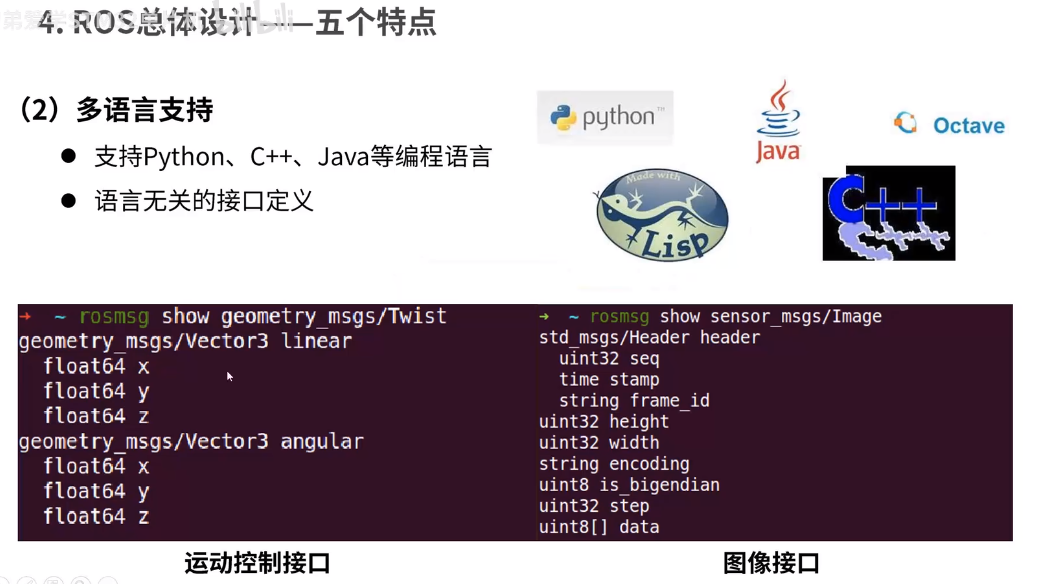 4. ROS总体设计——五个特点
（2）多语言支持
● 支持Python、C++、Java等编程语言
● 语言无关的接口定义
python™
Java
Octave
Made with
Lisp
C++
→ ~ rosmsg show geometry_msgs/Twist
geometry_msgs/Vector3 linear
float64 x
float64 y
float64 z
geometry_msgs/Vector3 angular
float64 x
float64 y
float64 z
→ ~ rosmsg show sensor_msgs/Image
std_msgs/Header header
uint32 seq
time stamp
string frame_id
uint32 height
uint32 width
string encoding
uint8 is_bigendian
uint32 step
uint8[] data
运动控制接口
图像接口